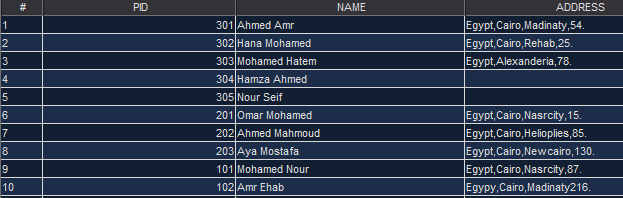 # PID NAME ADDRESS
1 301 Ahmed Amr Egypt,Cairo,Madinaty,54.
2 302 Hana Mohamed Egypt,Cairo,Rehab,25.
3 303 Mohamed Hatem Egypt,Alexanderia,78.
4 304 Hamza Ahmed
5 305 Nour Seif
6 201 Omar Mohamed Egypt,Cairo,Nasrcity,15.
7 202 Ahmed Mahmoud Egypt,Cairo,Helioplies,85.
8 203 Aya Mostafa Egypt,Cairo,Newcairo,130.
9 101 Mohamed Nour Egypt,Cairo,Nasrcity,87.
10 102 Amr Ehab Egypy,Cairo,Madinaty216.